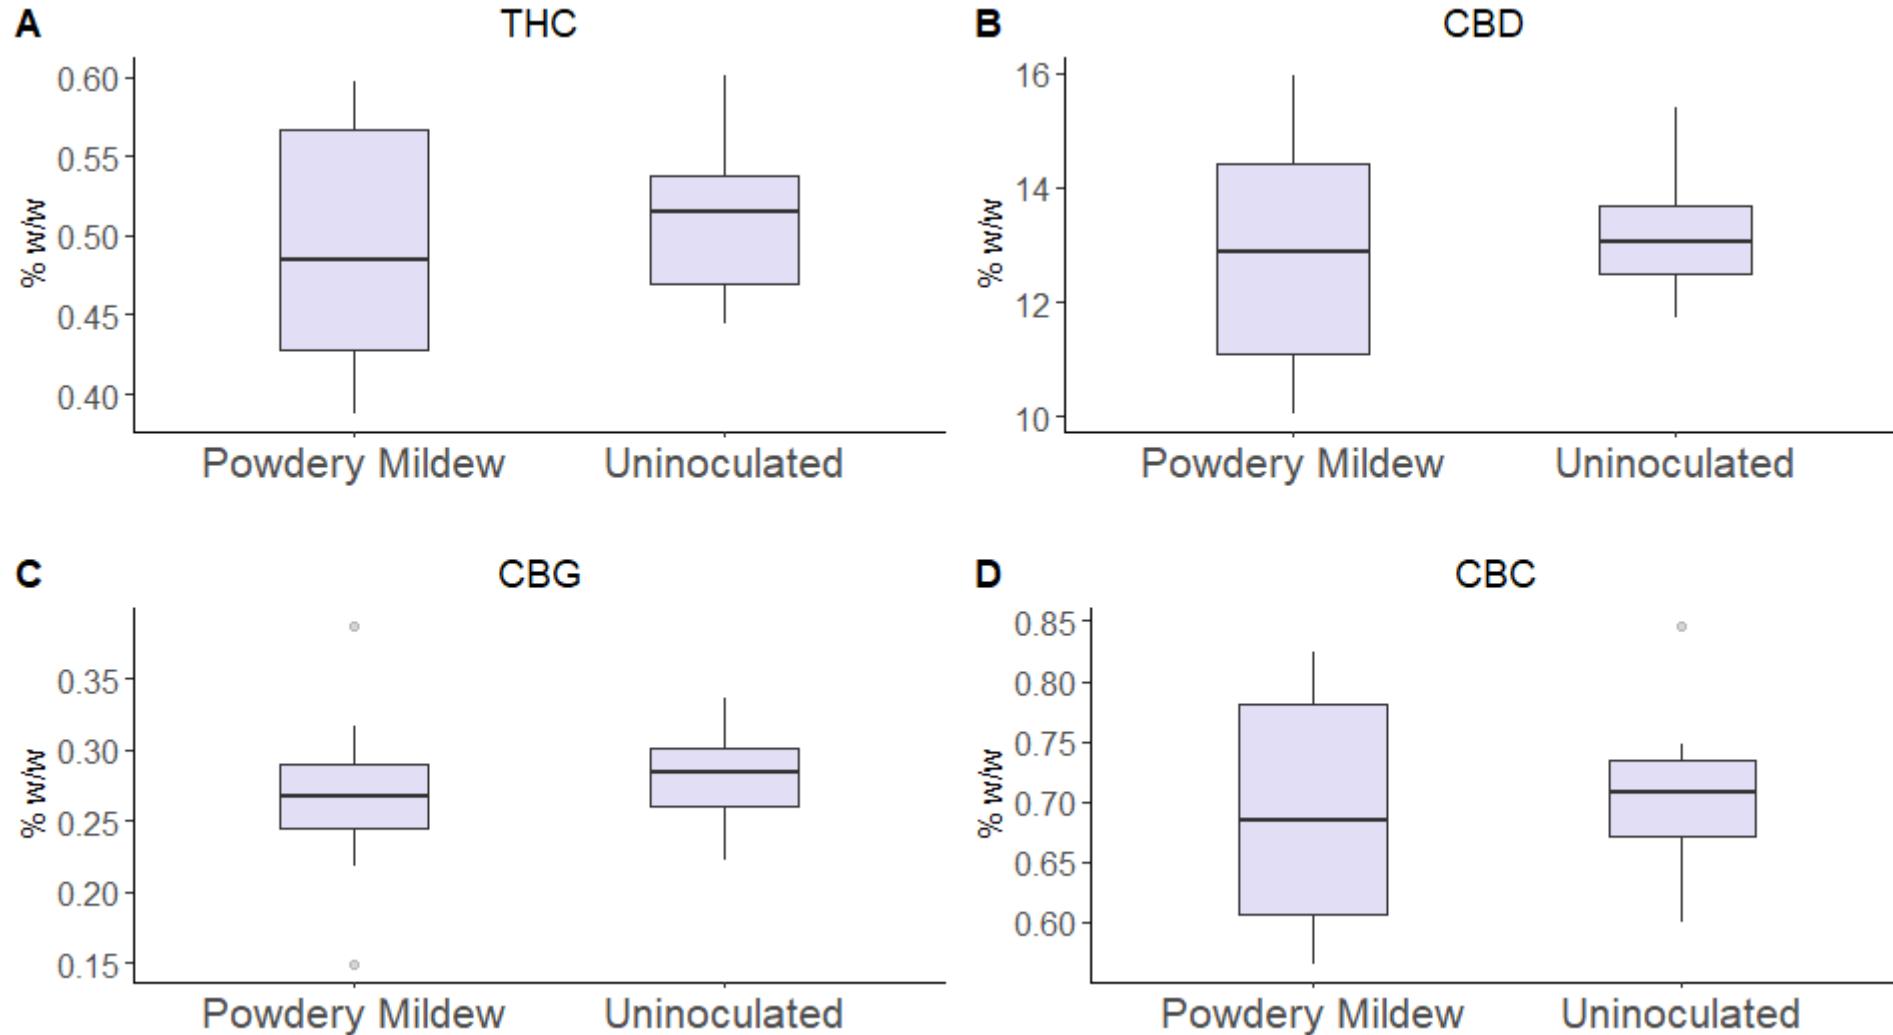 A THC
0.60
0.55
0.50
0.45
0.40
% w/w
Powdery Mildew Uninoculated
B CBD
16
14
12
10
% w/w
Powdery Mildew Uninoculated
C CBG
0.35
0.30
0.25
0.20
0.15
% w/w
Powdery Mildew Uninoculated
D CBC
0.85
0.80
0.75
0.70
0.65
0.60
% w/w
Powdery Mildew Uninoculated